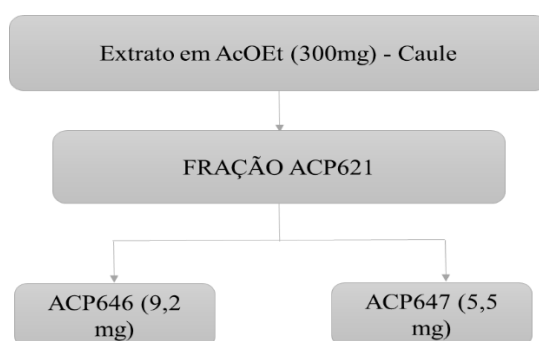 Extrato em AcOEt (300mg) - Caule
FRAÇÃO ACP621
ACP646 (9,2
mg)
ACP647 (5,5
mg)